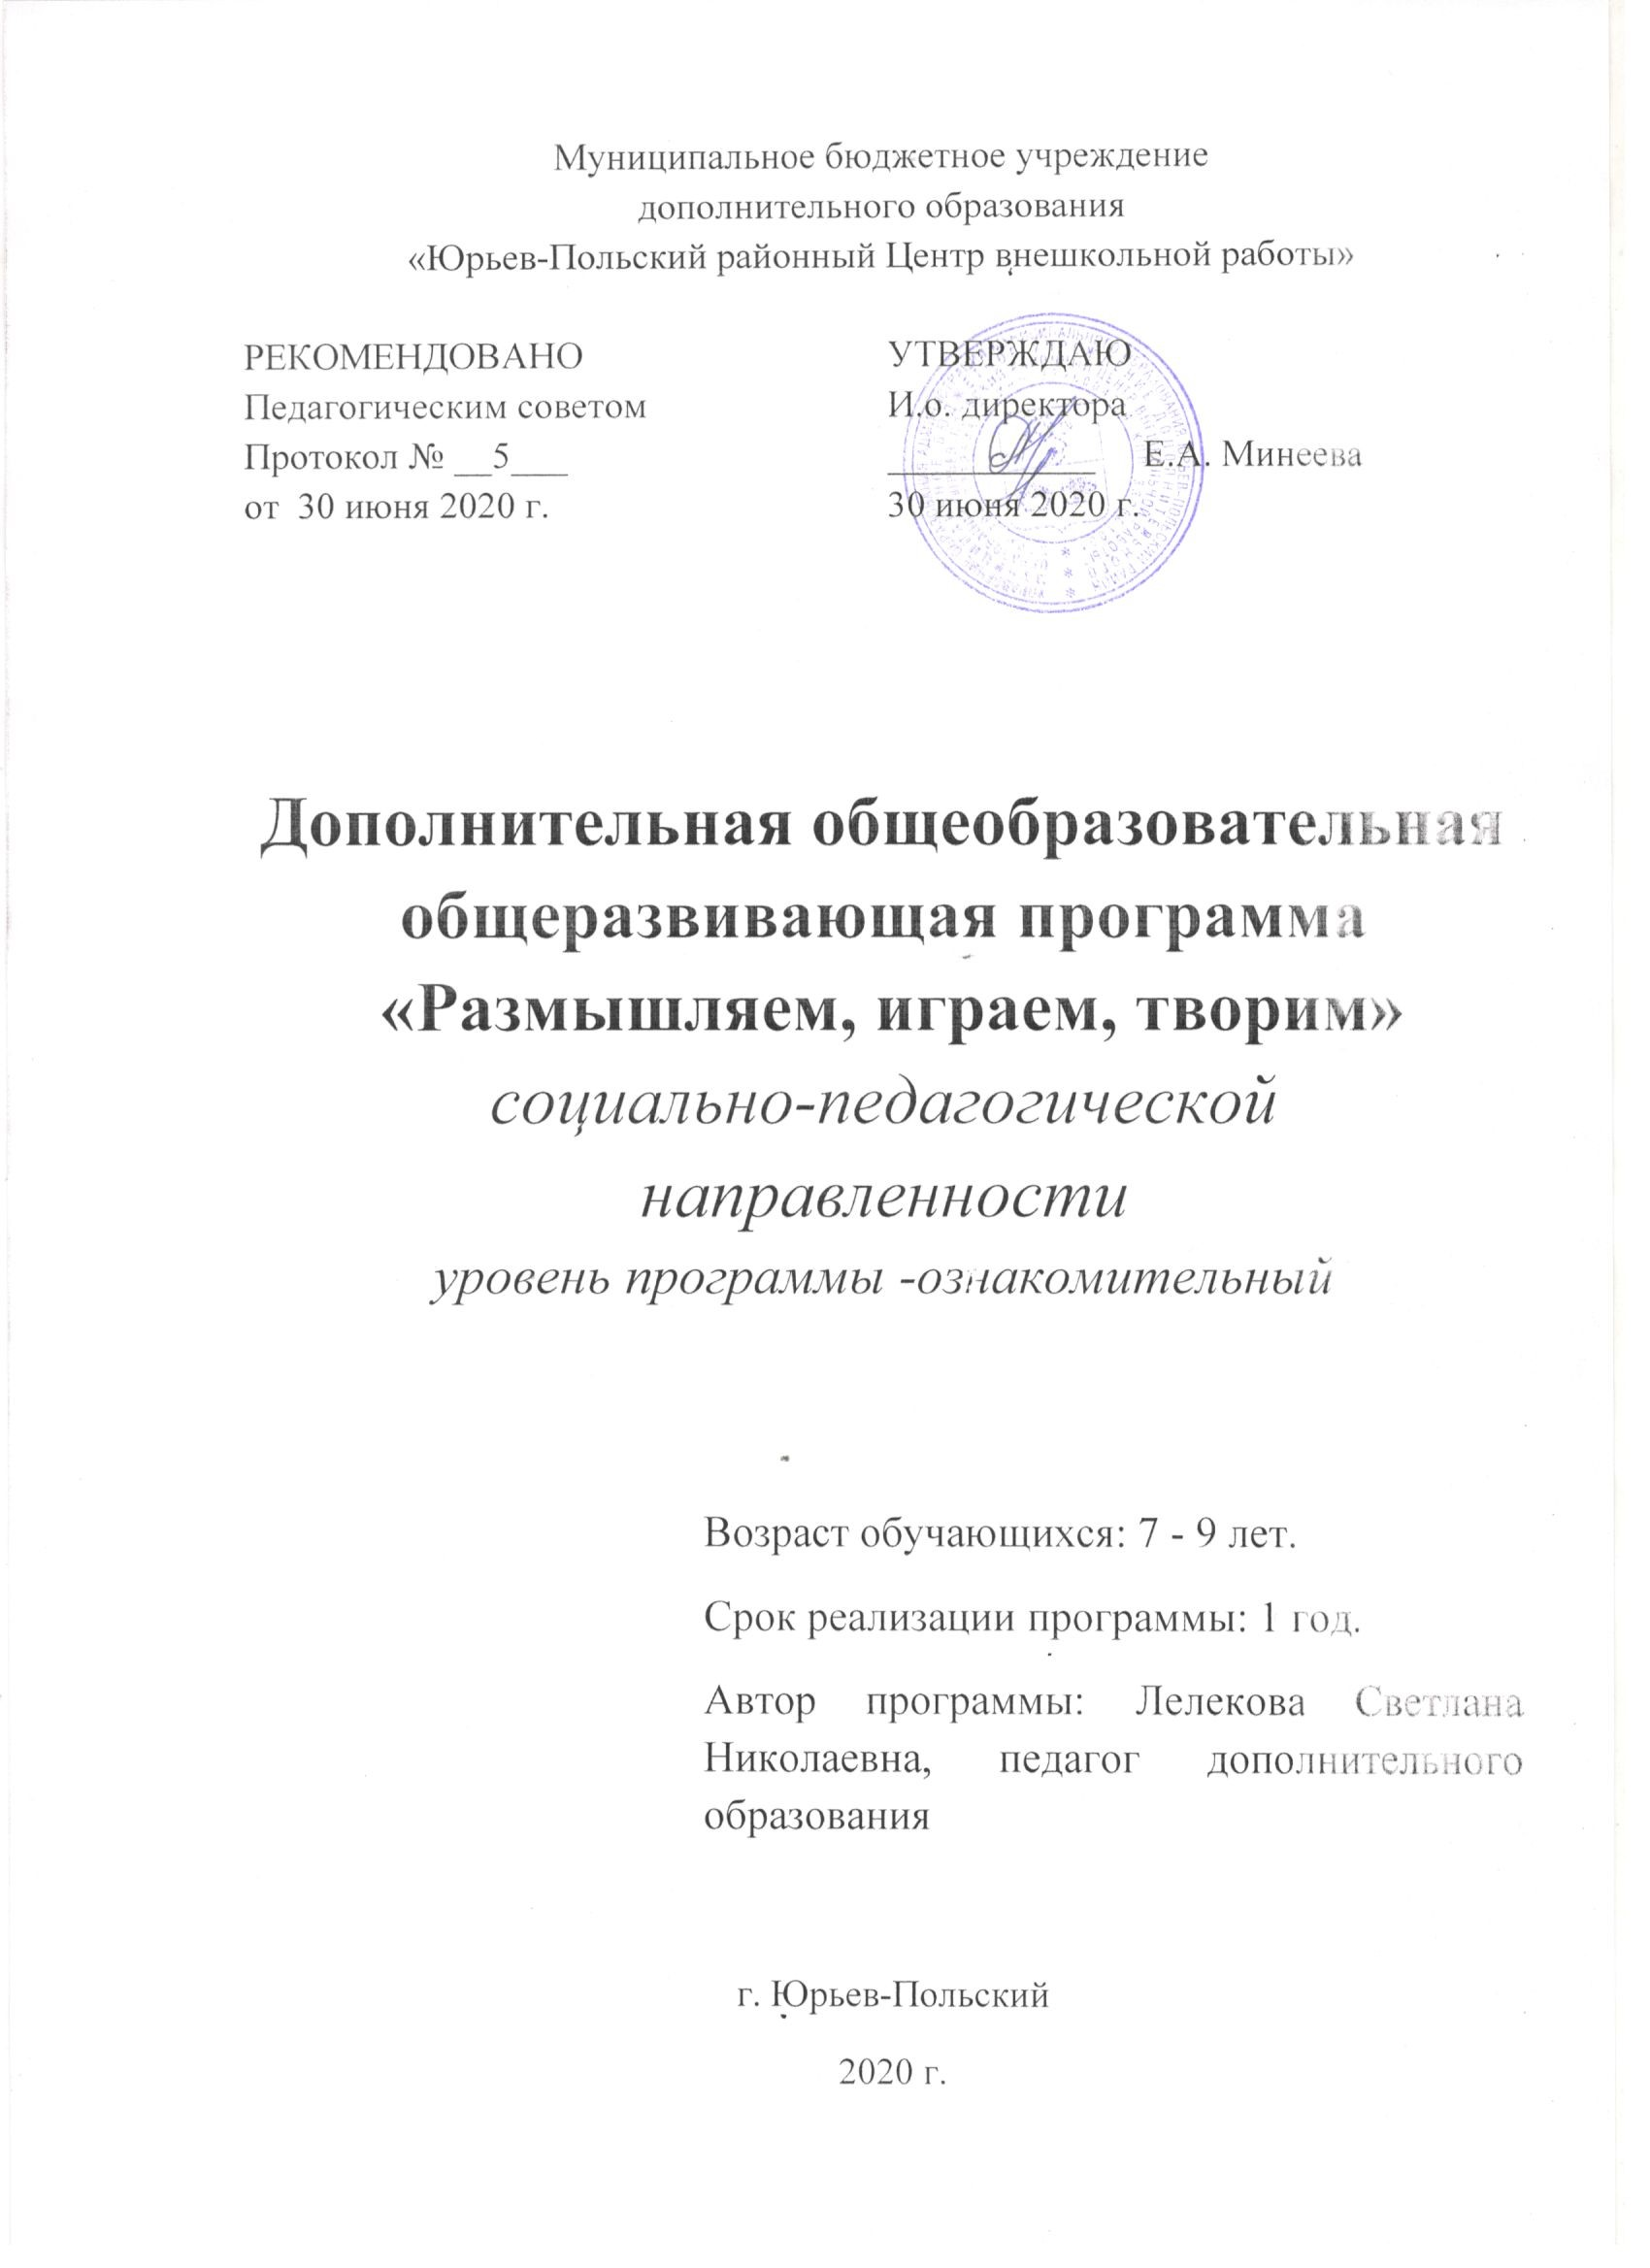 Муниципальное бюджетное учреждение
дополнительного образования
«Юрьев-Польский районный Центр внешкольной работы»
РЕКОМЕНДОВАНО
Педагогическим советом
Протокол № __5___
от 30 июня 2020 г.
УТВЕРЖДАЮ
И.о. директора
___________ Е.А. Минеева
30 июня 2020 г.
Дополнительная общеобразовательная
общеразвивающая программа
«Размышляем, играем, творим»
социально-педагогической
направленности
уровень программы -ознакомительный
Возраст обучающихся: 7 - 9 лет.
Срок реализации программы: 1 год.
Автор программы: Лелекова Светлана
Николаевна, педагог дополнительного
образования
г. Юрьев-Польский
2020 г.